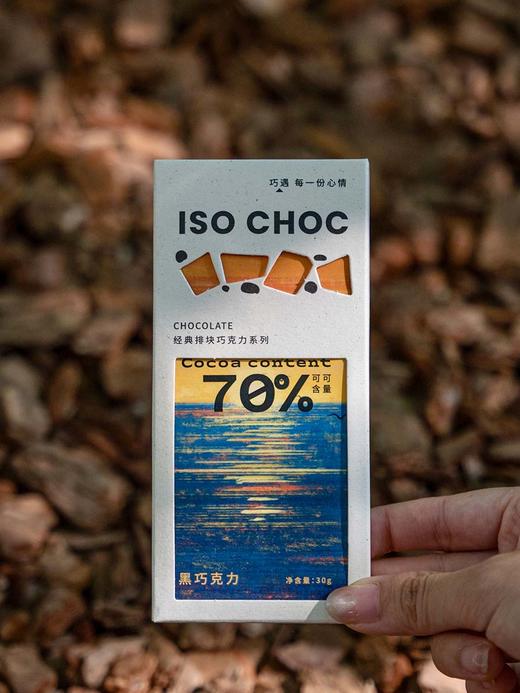 巧遇 每一份心情
ISO CHOC
CHOCOLATE
经典排块巧克力系列
Cocoa content
70%
可可
含量
黑巧克力
净含量:30g